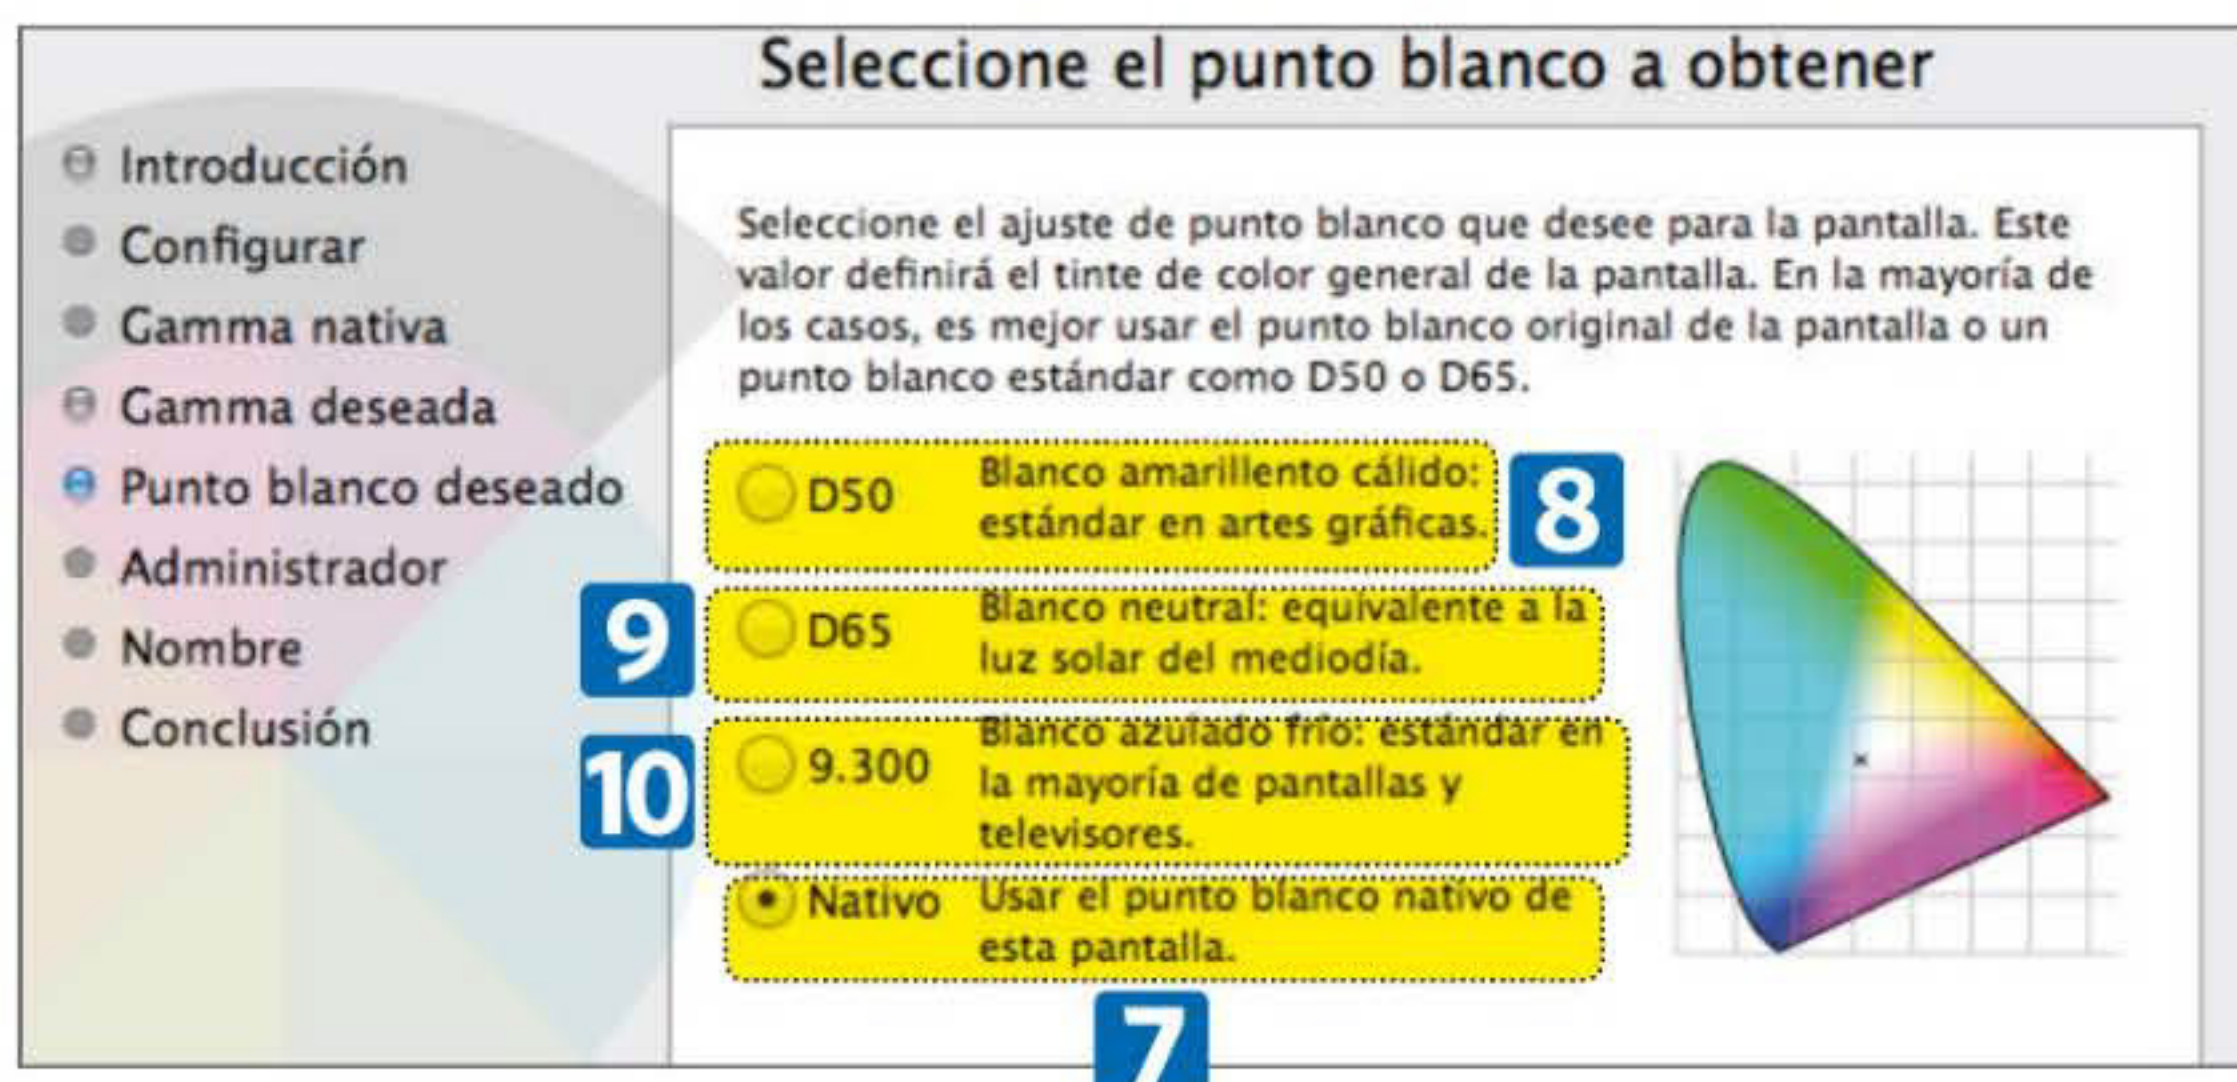 Seleccione el punto blanco a obtener
Introducción
Configurar
Gamma nativa
Gamma deseada
Punto blanco deseado
Administrador
Nombre
Conclusión
Seleccione el ajuste de punto blanco que desee para la pantalla. Este
valor definirá el tinte de color general de la pantalla. En la mayoría de
los casos, es mejor usar el punto blanco original de la pantalla o un
punto blanco estándar como D50 o D65.
D50 Blanco amarillento cálido:
estándar en artes gráficas.
8
9
D65 Blanco neutral: equivalente a la
luz solar del mediodía.
10
9.300 Blanco azulado frío: estándar en
la mayoría de pantallas y
televisores.
Nativo Usar el punto blanco nativo de
esta pantalla.
7